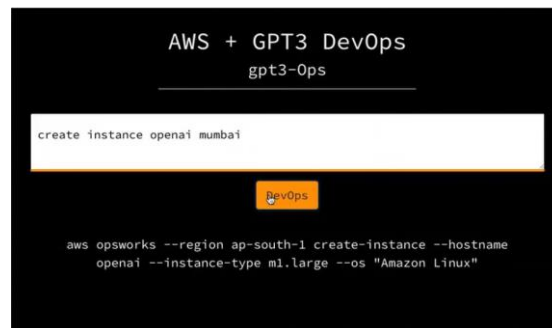 AWS + GPT3 DevOps
gpt3-Ops
create instance openai mumbai
DevOps
aws opsworks --region ap-south-1 create-instance --hostname
openai --instance-type m1.large --os "Amazon Linux"